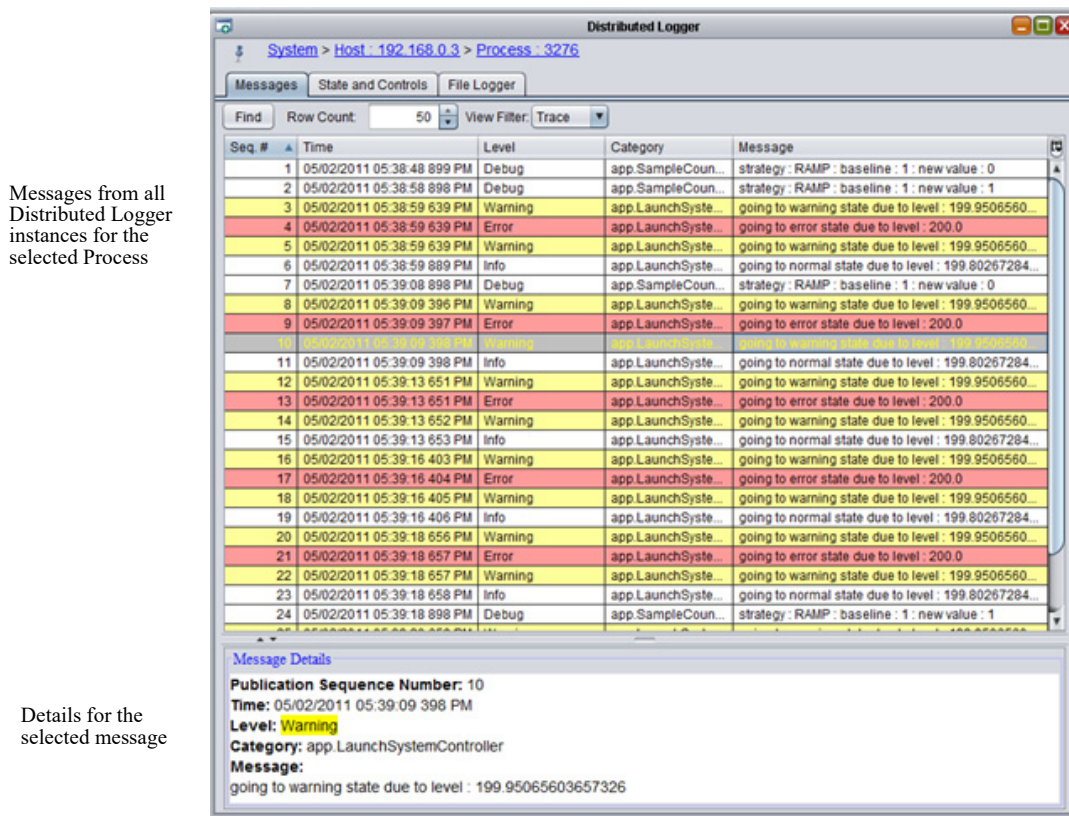 Distributed Logger
System > Host : 192.168.0.3 > Process : 3276
Messages State and Controls File Logger
Find Row Count: 50 View Filter: Trace
Seq. # Time Level Category Message
1 05/02/2011 05:38:48 899 PM Debug app.SampleCoun... strategy : RAMP : baseline : 1 : new value : 0
2 05/02/2011 05:38:58 898 PM Debug app.SampleCoun... strategy : RAMP : baseline : 1 : new value : 1
3 05/02/2011 05:38:59 639 PM Warning app.LaunchSyste... going to warning state due to level : 199.9506560...
4 05/02/2011 05:38:59 639 PM Error app.LaunchSyste... going to error state due to level : 200.0
5 05/02/2011 05:38:59 639 PM Warning app.LaunchSyste... going to warning state due to level : 199.9506560...
6 05/02/2011 05:38:59 889 PM Info app.LaunchSyste... going to normal state due to level : 199.80267284...
7 05/02/2011 05:39:08 898 PM Debug app.SampleCoun... strategy : RAMP : baseline : 1 : new value : 0
8 05/02/2011 05:39:09 396 PM Warning app.LaunchSyste... going to warning state due to level : 199.9506560...
9 05/02/2011 05:39:09 397 PM Error app.LaunchSyste... going to error state due to level : 200.0
10 05/02/2011 05:39:09 398 PM Warning app.LaunchSyste... going to warning state due to level : 199.9506560...
11 05/02/2011 05:39:09 398 PM Info app.LaunchSyste... going to normal state due to level : 199.80267284...
12 05/02/2011 05:39:13 651 PM Warning app.LaunchSyste... going to warning state due to level : 199.9506560...
13 05/02/2011 05:39:13 651 PM Error app.LaunchSyste... going to error state due to level : 200.0
14 05/02/2011 05:39:13 652 PM Warning app.LaunchSyste... going to warning state due to level : 199.9506560...
15 05/02/2011 05:39:13 653 PM Info app.LaunchSyste... going to normal state due to level : 199.80267284...
16 05/02/2011 05:39:16 403 PM Warning app.LaunchSyste... going to warning state due to level : 199.9506560...
17 05/02/2011 05:39:16 404 PM Error app.LaunchSyste... going to error state due to level : 200.0
18 05/02/2011 05:39:16 405 PM Warning app.LaunchSyste... going to warning state due to level : 199.9506560...
19 05/02/2011 05:39:16 406 PM Info app.LaunchSyste... going to normal state due to level : 199.80267284...
20 05/02/2011 05:39:18 656 PM Warning app.LaunchSyste... going to warning state due to level : 199.9506560...
21 05/02/2011 05:39:18 657 PM Error app.LaunchSyste... going to error state due to level : 200.0
22 05/02/2011 05:39:18 657 PM Warning app.LaunchSyste... going to warning state due to level : 199.9506560...
23 05/02/2011 05:39:18 658 PM Info app.LaunchSyste... going to normal state due to level : 199.80267284...
24 05/02/2011 05:39:18 898 PM Debug app.SampleCoun... strategy : RAMP : baseline : 1 : new value : 1
Messages from all
Distributed Logger
instances for the
selected Process
Message Details
Publication Sequence Number: 10
Time: 05/02/2011 05:39:09 398 PM
Level: Warning
Category: app.LaunchSystemController
Message:
going to warning state due to level : 199.95065603657326
Details for the
selected message